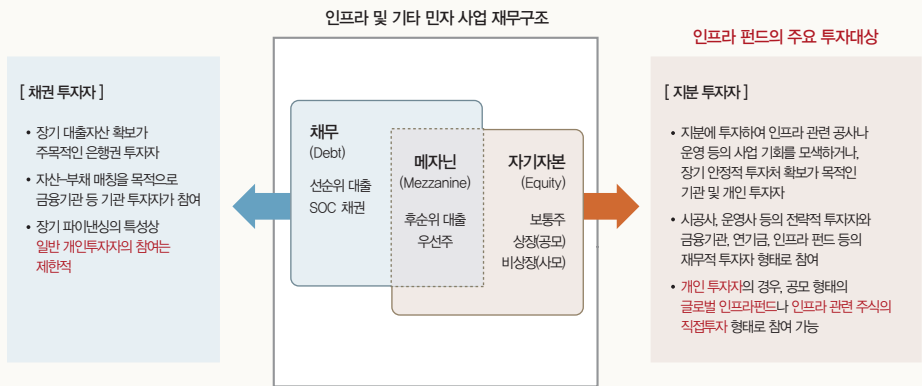 인프라 및 기타 민자 사업 재무구조
인프라 펀드의 주요 투자대상
[ 채권 투자자 ]
• 장기 대출자산 확보가
주목적인 은행권 투자자
• 자산-부채 매칭을 목적으로
금융기관 등 기관 투자자가 참여
• 장기 파이낸싱의 특성상
일반 개인투자자의 참여는
제한적
채무
(Debt)
선순위 대출
SOC 채권
메자닌
(Mezzanine)
후순위 대출
우선주
자기자본
(Equity)
보통주
상장(공모)
비상장(사모)
[ 지분 투자자 ]
• 지분에 투자하여 인프라 관련 공사나
운영 등의 사업 기회를 모색하거나,
장기 안정적 투자처 확보가 목적인
기관 및 개인 투자자
• 시공사, 운영사 등의 전략적 투자자와
금융기관, 연기금, 인프라 펀드 등의
재무적 투자자 형태로 참여
• 개인 투자자의 경우, 공모 형태의
글로벌 인프라펀드나 인프라 관련 주식의
직접투자 형태로 참여 가능